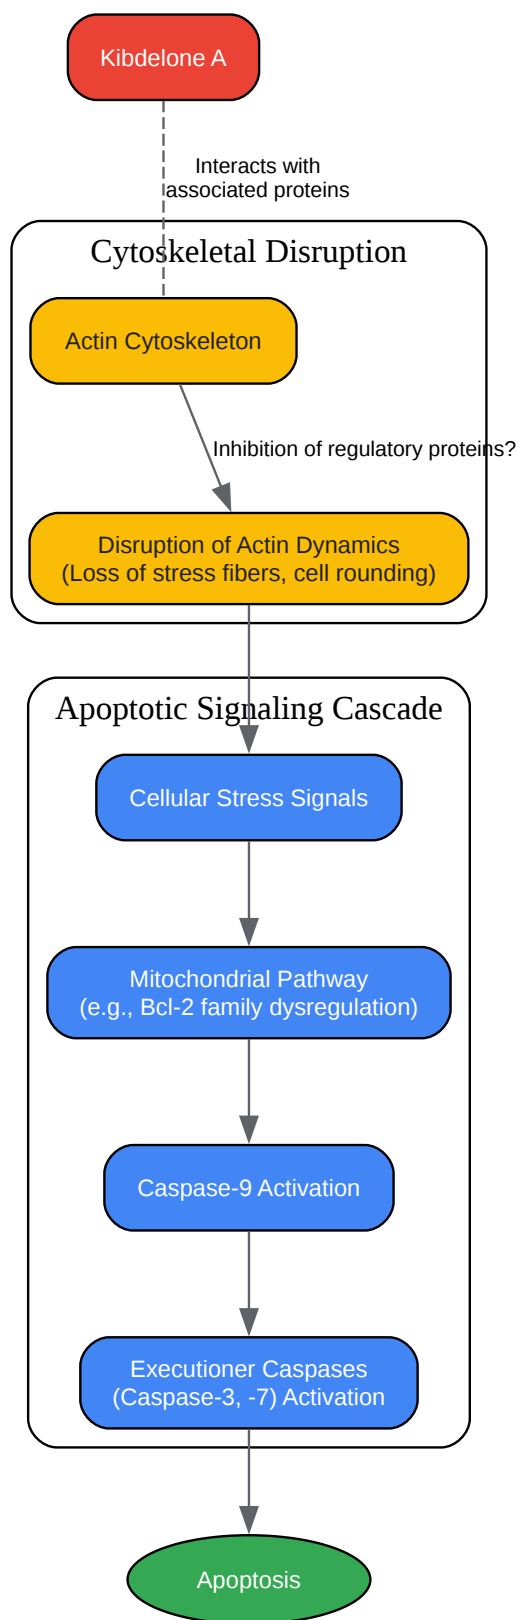 Kibdelone A
Interacts with
associated proteins
Cytoskeletal Disruption
Actin Cytoskeleton
Inhibition of regulatory proteins?
Disruption of Actin Dynamics
(Loss of stress fibers, cell rounding)
Apoptotic Signaling Cascade
Cellular Stress Signals
Mitochondrial Pathway
(e.g., Bcl-2 family dysregulation)
Caspase-9 Activation
Executioner Caspases
(Caspase-3, -7) Activation
Apoptosis